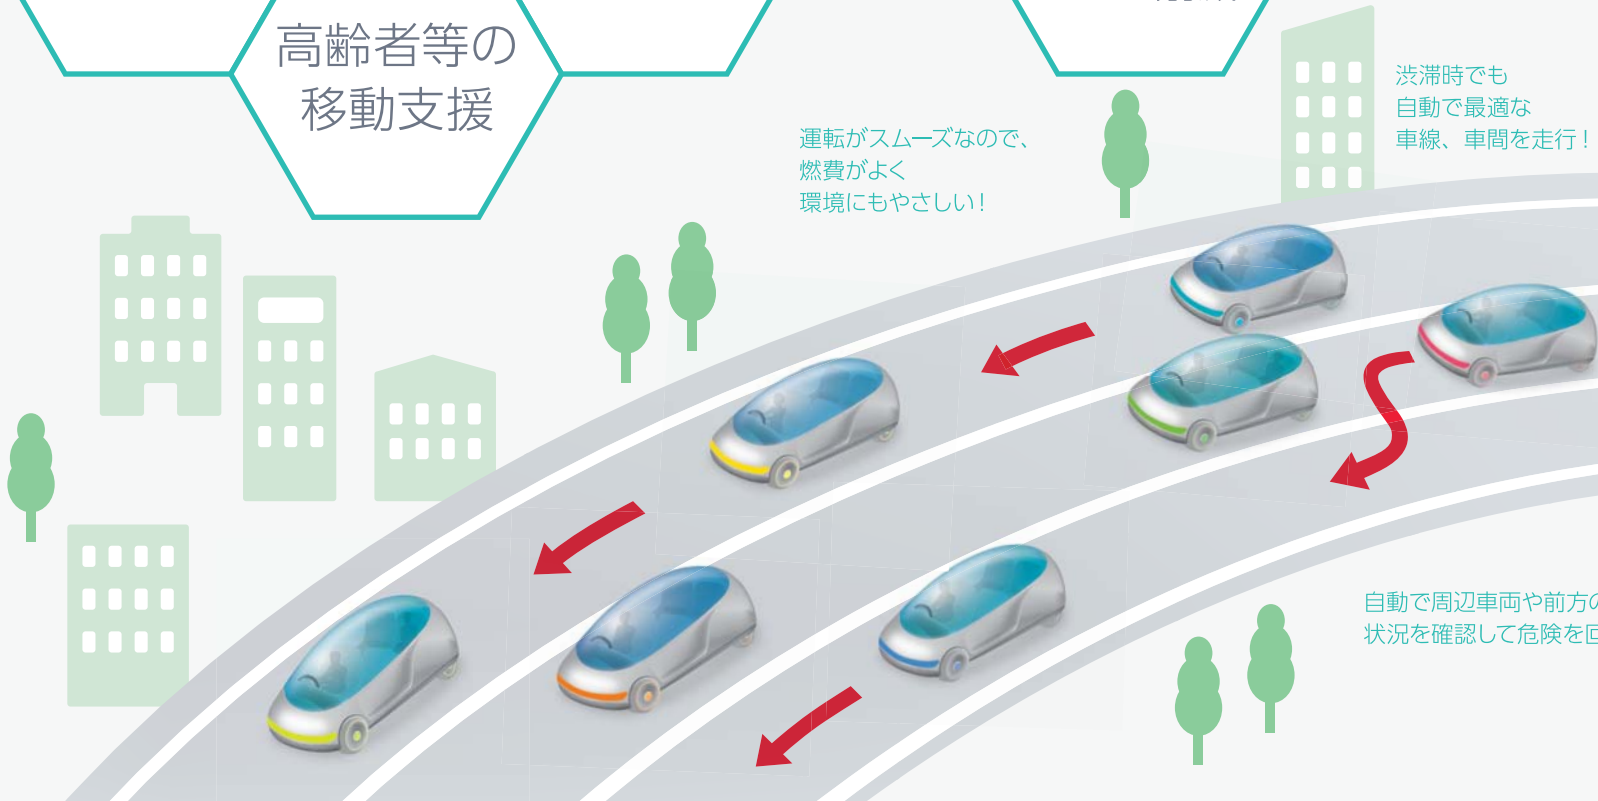 高齢者等の
移動支援
運転がスムーズなので、
燃費がよく
環境にもやさしい！
渋滞時でも
自動で最適な
車線、車間を走行！
自動で周辺車両や前方の
状況を確認して危険を回